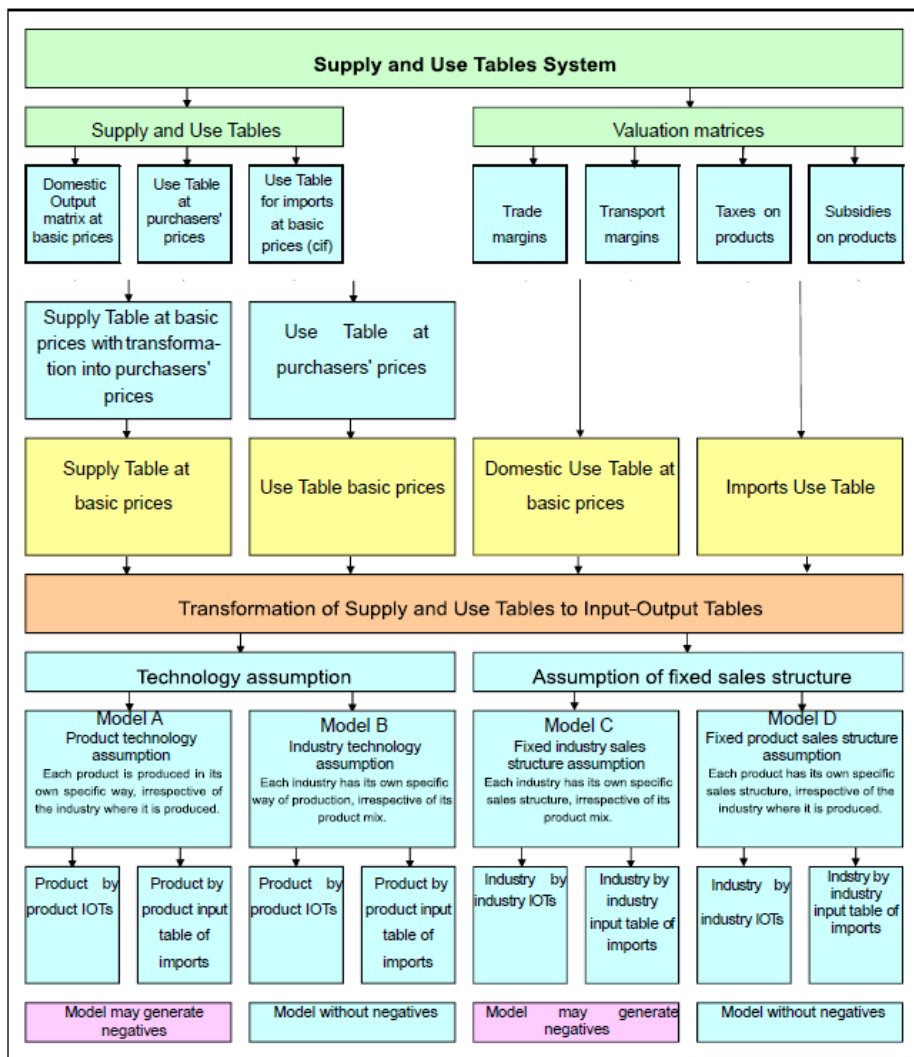 Supply and Use Tables System
Supply and Use Tables
Valuation matrices
Domestic
Output
matrix at
basic prices
Use Table
at
purchasers'
prices
Use Table
for imports
at basic
prices (cif)
Trade
margins
Transport
margins
Taxes on
products
Subsidies
on products
Supply Table at basic
prices with transforma-
tion into purchasers'
prices
Use Table at
purchasers' prices
Supply Table at
basic prices
Use Table basic prices
Domestic Use Table at
basic prices
Imports Use Table
Transformation of Supply and Use Tables to Input-Output Tables
Technology assumption
Assumption of fixed sales structure
Model A
Product technology
assumption
Each product is produced in its
own specific way, irrespective of
the industry where it is produced.
Model B
Industry technology
assumption
Each industry has its own specific
way of production, irrespective of its
product mix.
Model C
Fixed industry sales
structure assumption
Each industry has its own specific
sales structure, irrespective of its
product mix.
Model D
Fixed product sales structure
assumption
Each product has its own specific
sales structure, irrespective of the
industry where it is produced.
Product by
product IOTs
Product by
product input
table of
imports
Product by
product IOTs
Product by
product input
table of
imports
Industry by
industry IOTs
Industry by
industry
input table of
imports
Industry by
industry IOTs
Indstry by
industry
input table of
imports
Model may generate
negatives
Model without negatives
Model may generate
negatives
Model without negatives